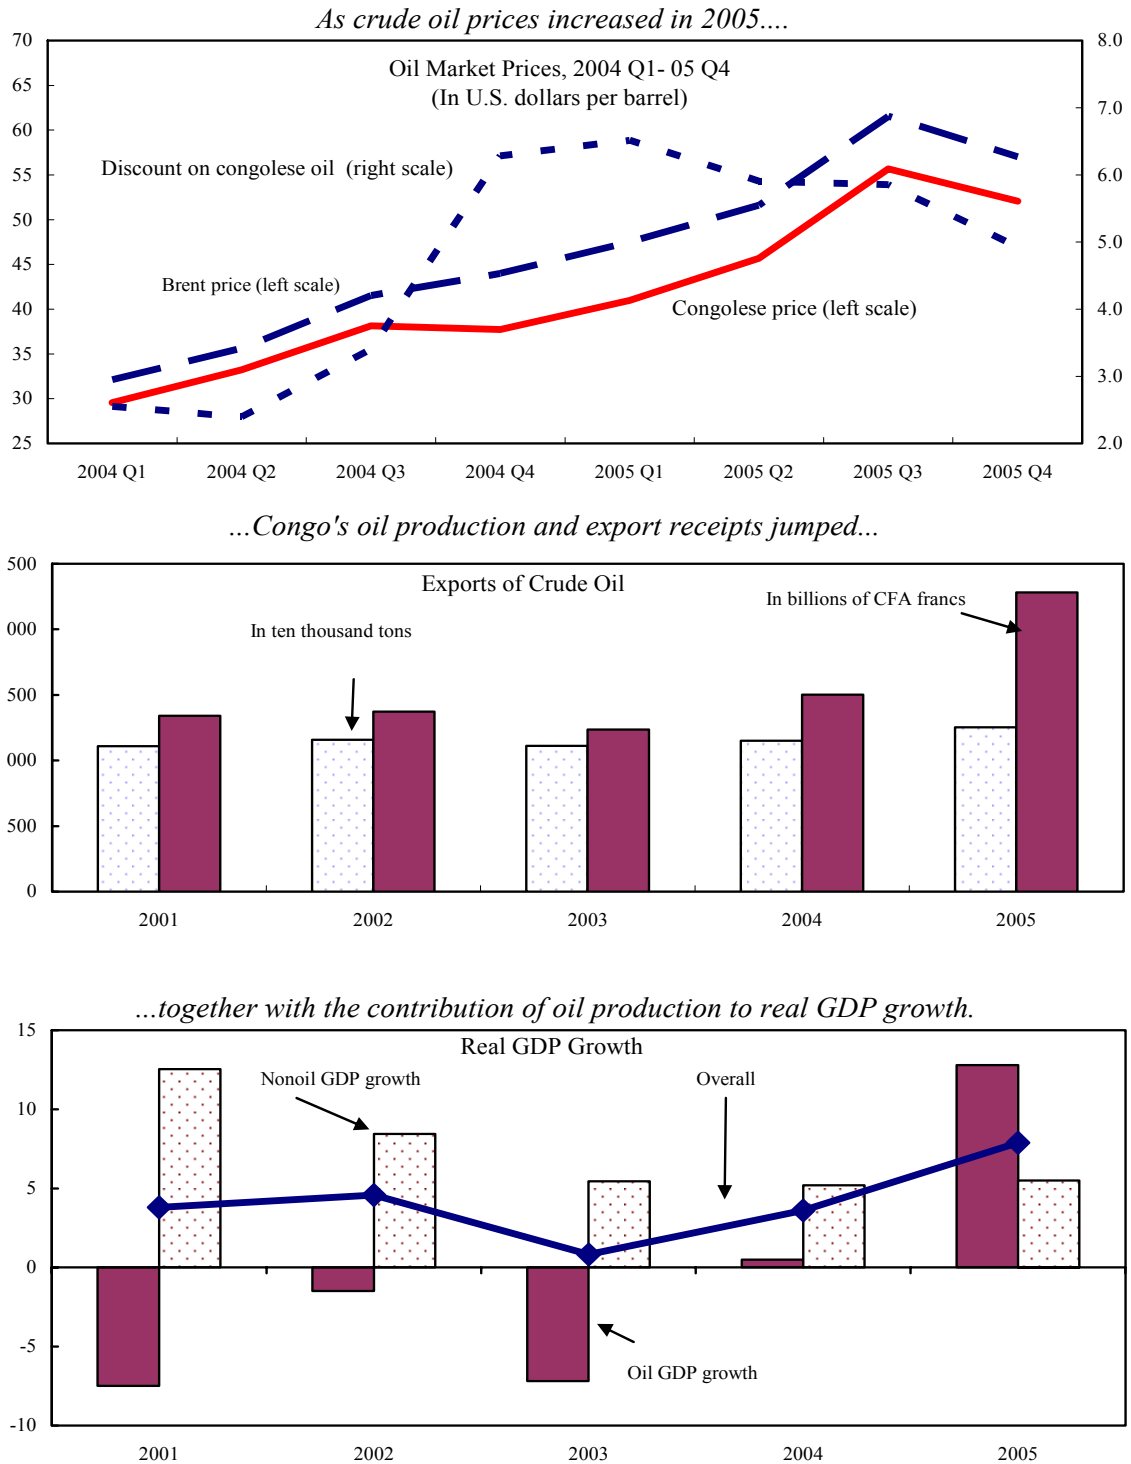 As crude oil prices increased in 2005....
Oil Market Prices, 2004 Q1- 05 Q4
(In U.S. dollars per barrel)
70
65
60
55
50
45
40
35
30
25
8.0
7.0
6.0
5.0
4.0
3.0
2.0
Discount on congolese oil (right scale)
Brent price (left scale)
Congolese price (left scale)
2004 Q1 2004 Q2 2004 Q3 2004 Q4 2005 Q1 2005 Q2 2005 Q3 2005 Q4
...Congo's oil production and export receipts jumped...
Exports of Crude Oil
500
000
500
000
500
0
In ten thousand tons
In billions of CFA francs
2001 2002 2003 2004 2005
...together with the contribution of oil production to real GDP growth.
Real GDP Growth
15
10
5
0
-5
-10
Nonoil GDP growth
Overall
Oil GDP growth
2001 2002 2003 2004 2005